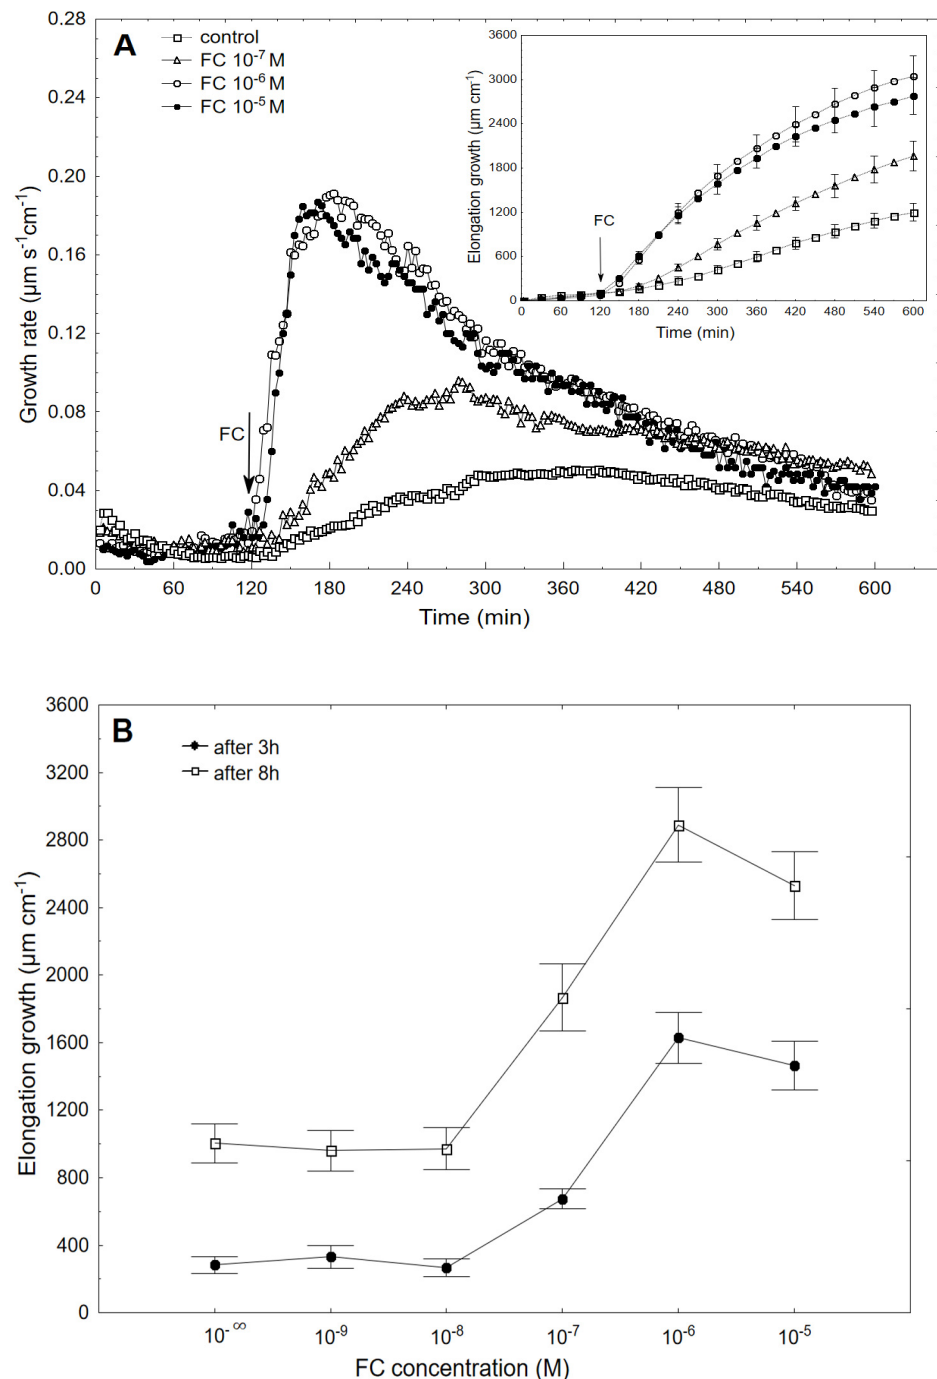 A
control
FC 10⁻⁷ M
FC 10⁻⁶ M
FC 10⁻⁵ M
0.28
0.24
0.20
0.16
0.12
0.08
0.04
0.00
Growth rate (µm s⁻¹cm⁻¹)
FC
0 60 120 180 240 300 360 420 480 540 600
Time (min)
3600
3000
2400
1800
1200
600
0
Elongation growth (µm cm⁻¹)
FC
0 60 120 180 240 300 360 420 480 540 600
Time (min)
B
after 3h
after 8h
3600
3200
2800
2400
2000
1600
1200
800
400
0
Elongation growth (µm cm⁻¹)
10⁻∞ 10⁻⁹ 10⁻⁸ 10⁻⁷ 10⁻⁶ 10⁻⁵
FC concentration (M)